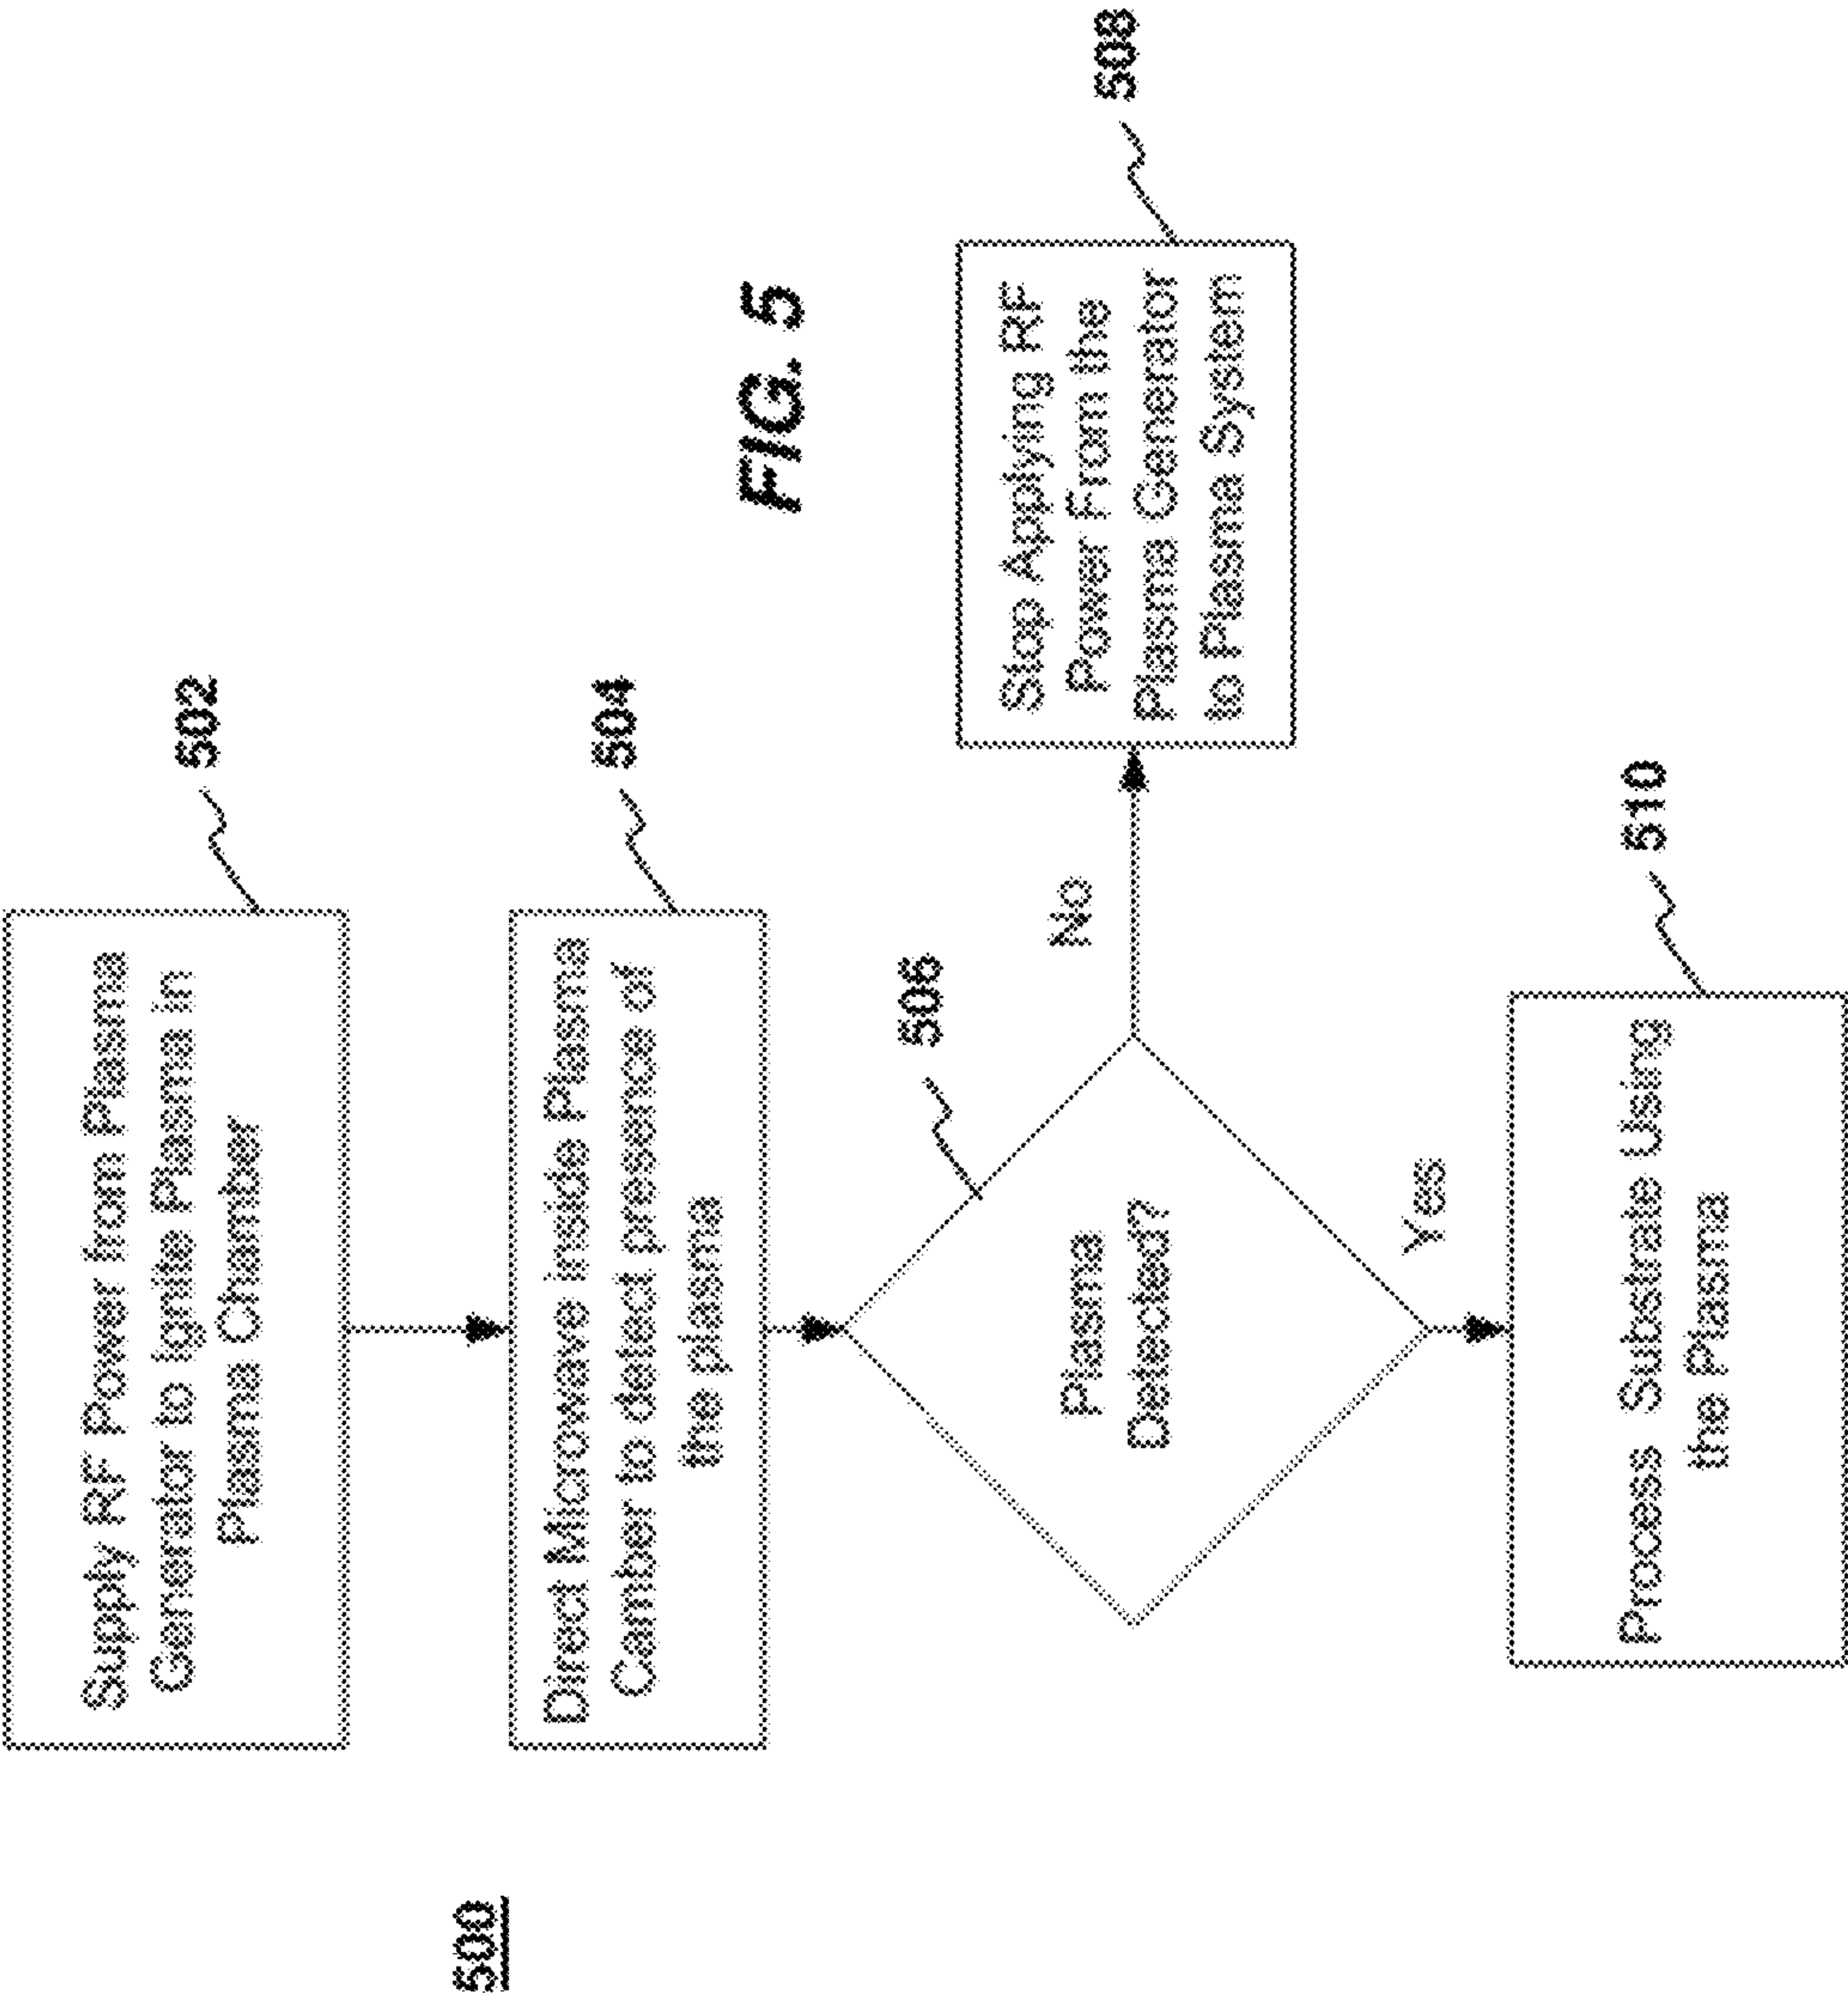 500
Supply RF Power from Plasma
Generator to Ignite Plasma in
Plasma Chamber
502
Direct Microwave inside Plasma
Camber to detect presence of
the plasma
504
Plasma
Detected?
506
No
Stop Applying RF
Power From the
Plasma Generator
to Plasma System
508
Yes
Process Substrate Using
the Plasma
510
FIG. 5